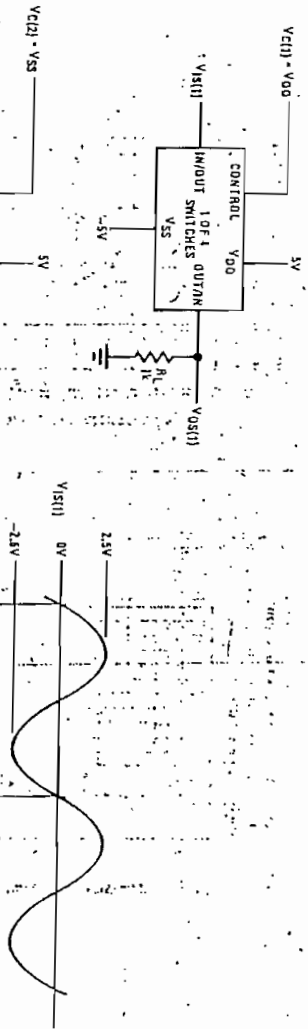 VC(1) = VDD
5V
CONTROL VDD
VIS(1)
IN/OUT 1 OF 4 SWITCHES OUT/IN
VSS
-5V
VOS(1)
RL
1k
VC(2) = VSS
5V
2.5V
VIS(1) 0V
-2.5V